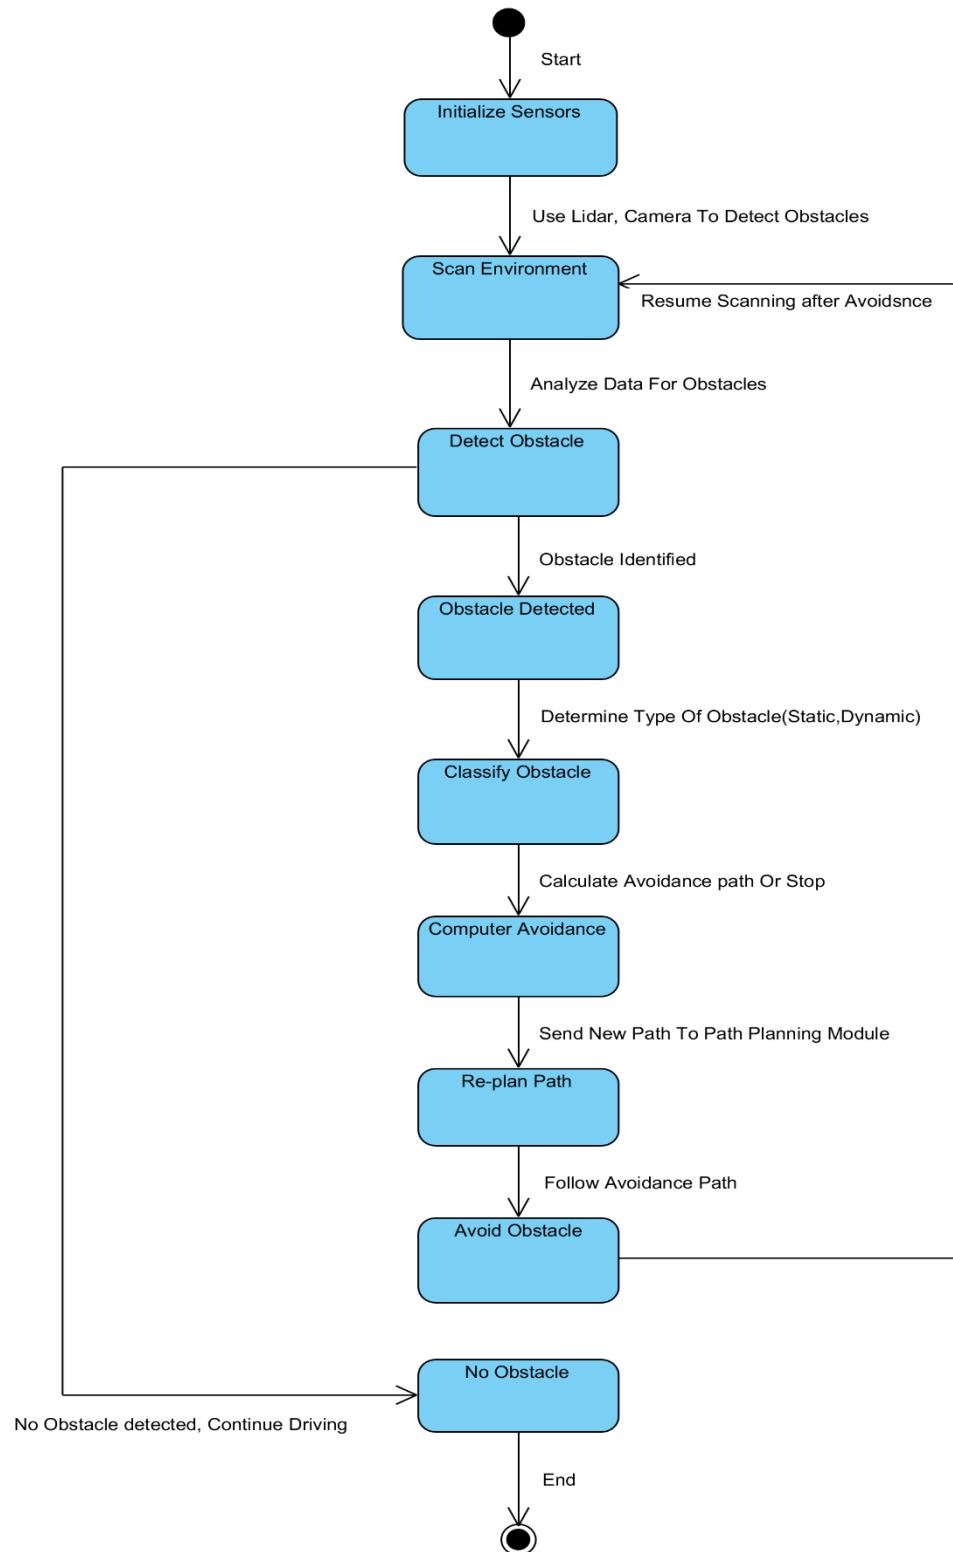 Start
Initialize Sensors
Use Lidar, Camera To Detect Obstacles
Scan Environment
Resume Scanning after Avoidsnce
Analyze Data For Obstacles
Detect Obstacle
Obstacle Identified
Obstacle Detected
Determine Type Of Obstacle(Static,Dynamic)
Classify Obstacle
Calculate Avoidance path Or Stop
Computer Avoidance
Send New Path To Path Planning Module
Re-plan Path
Follow Avoidance Path
Avoid Obstacle
No Obstacle
No Obstacle detected, Continue Driving
End